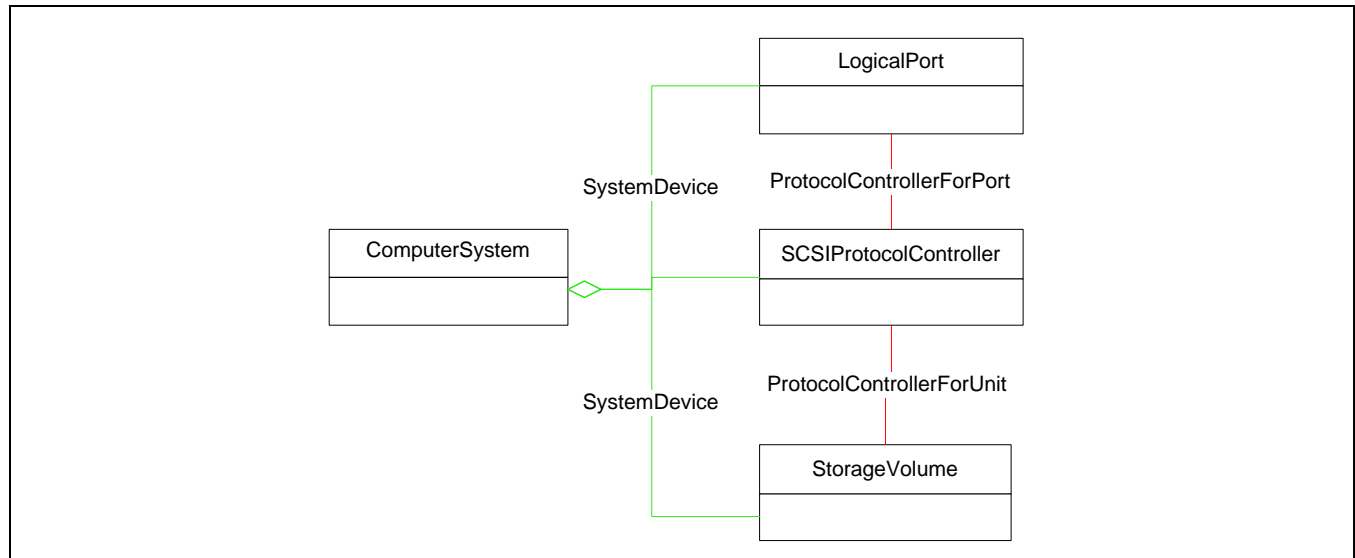 LogicalPort
SystemDevice
ProtocolControllerForPort
ComputerSystem
SCSIProtocolController
ProtocolControllerForUnit
SystemDevice
StorageVolume